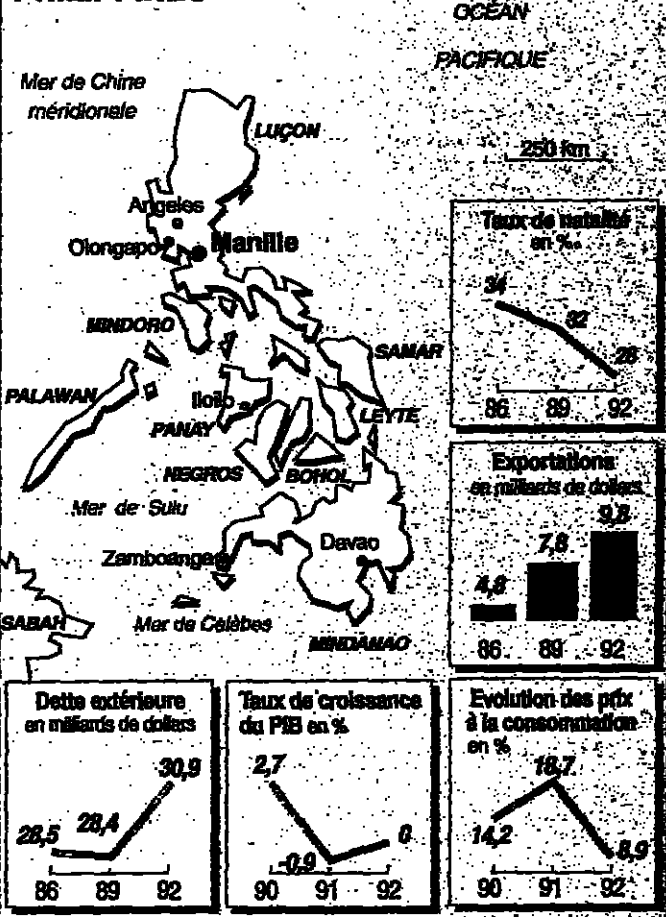 OCÉAN
PACIFIQUE
Mer de Chine
méridionale
LUÇON
250 km
Angeles
Olongapo
Manille
MINDORO
SAMAR
PALAWAN
Iloilo
PANAY
LEYTE
NEGROS
BOHOL
Mer de Sulu
Zamboanga
Davao
SABAH
Mer de Célèbes
MINDANAO
Taux de natalité
en ‰
34
32
28
86 89 92
Exportations
en milliards de dollars
4,8
7,8
9,8
86 89 92
Dette extérieure
en milliards de dollars
28,5
28,4
30,9
86 89 92
Taux de croissance
du PIB en %
2,7
-0,9
0
90 91 92
Evolution des prix
à la consommation
en %
14,2
18,7
8,9
90 91 92